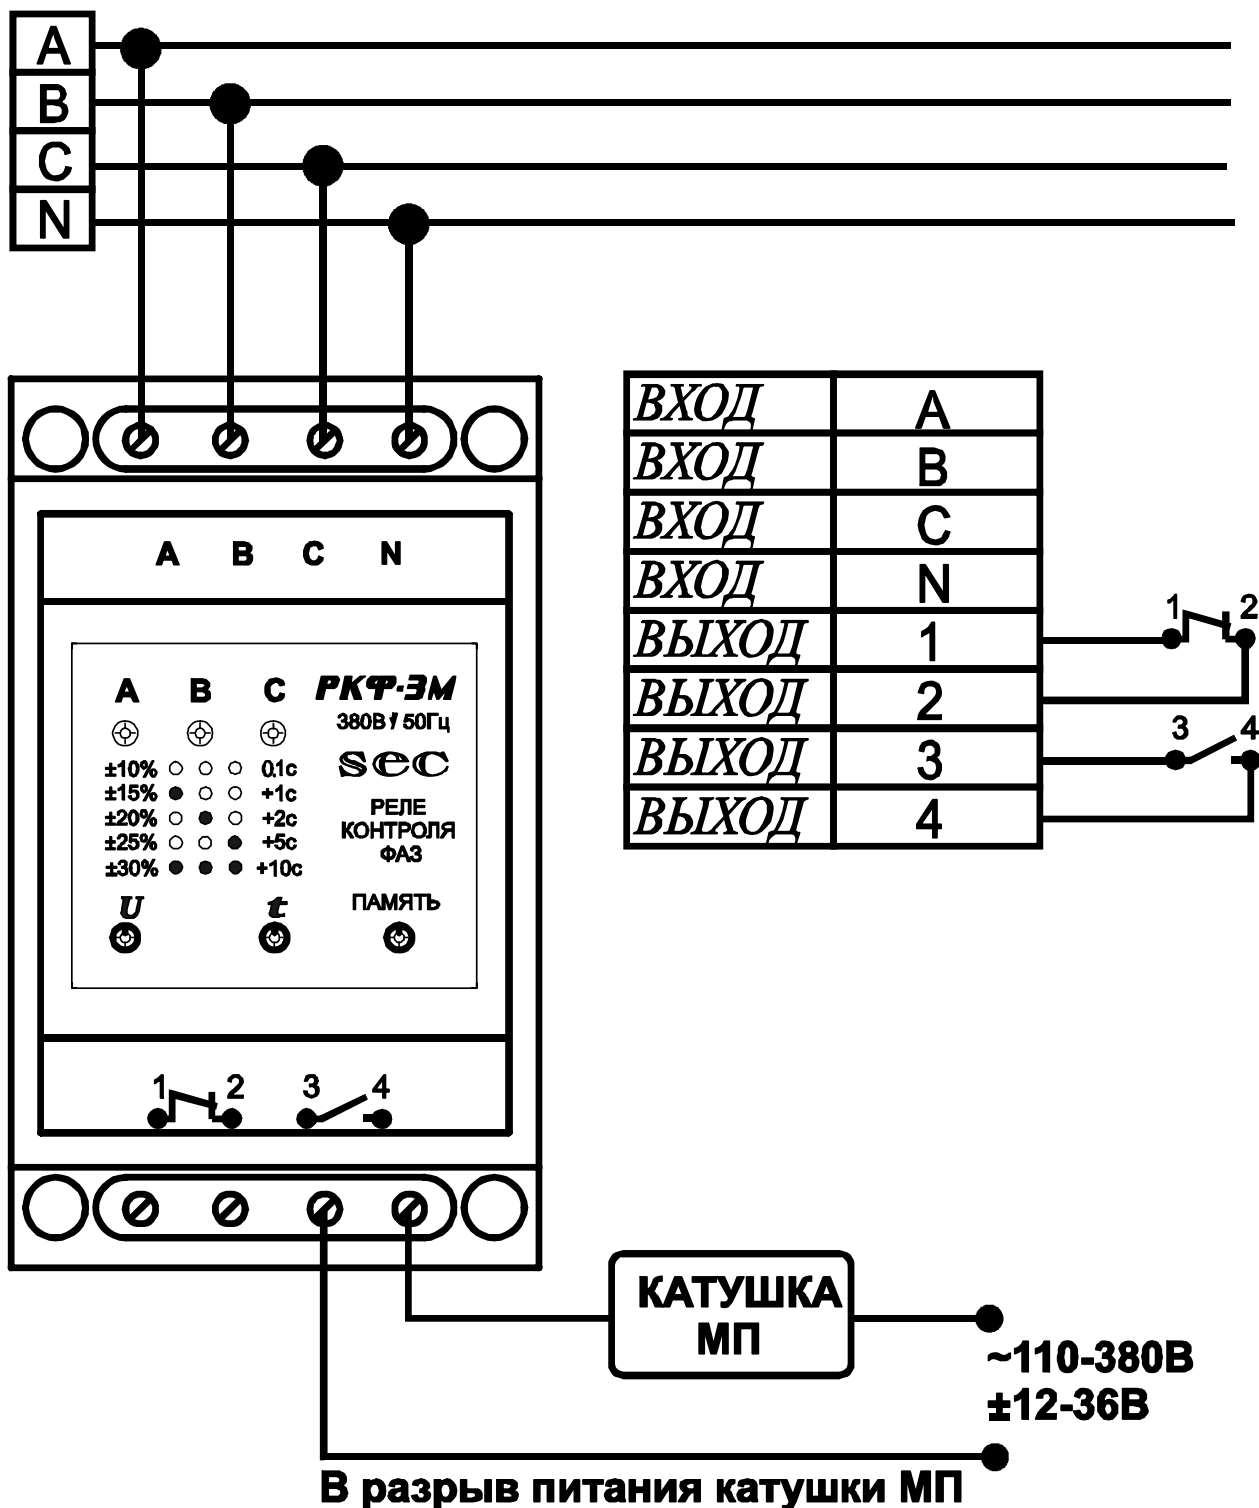 A
B
C
N
ВХОД A
ВХОД B
ВХОД C
ВХОД N
ВЫХОД 1
ВЫХОД 2
ВЫХОД 3
ВЫХОД 4
1 2
3 4
A B C N
A B C
РКФ-3М
380В / 50Гц
sec
РЕЛЕ
КОНТРОЛЯ
ФАЗ
±10% 0.1с
±15% +1с
±20% +2с
±25% +5с
±30% +10с
U t ПАМЯТЬ
1 2 3 4
КАТУШКА
МП
~110-380В
±12-36В
В разрыв питания катушки МП